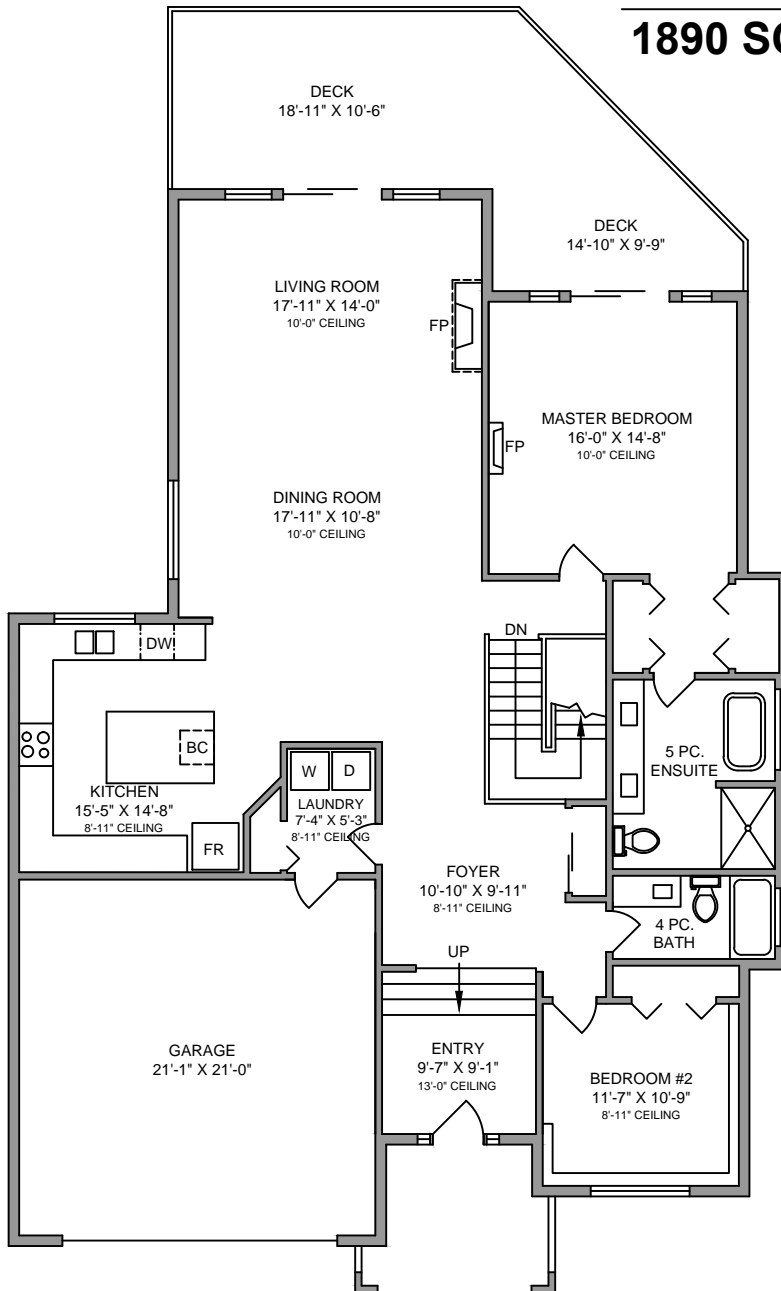 1890 SQ
DECK
18'-11" X 10'-6"
DECK
14'-10" X 9'-9"
LIVING ROOM
17'-11" X 14'-0"
10'-0" CEILING
FP
MASTER BEDROOM
16'-0" X 14'-8"
10'-0" CEILING
FP
DINING ROOM
17'-11" X 10'-8"
10'-0" CEILING
DN
DW
BC
KITCHEN
15'-5" X 14'-8"
8'-11" CEILING
FR
W D
LAUNDRY
7'-4" X 5'-3"
8'-11" CEILING
5 PC.
ENSUITE
FOYER
10'-10" X 9'-11"
8'-11" CEILING
4 PC.
BATH
UP
GARAGE
21'-1" X 21'-0"
ENTRY
9'-7" X 9'-1"
13'-0" CEILING
BEDROOM #2
11'-7" X 10'-9"
8'-11" CEILING